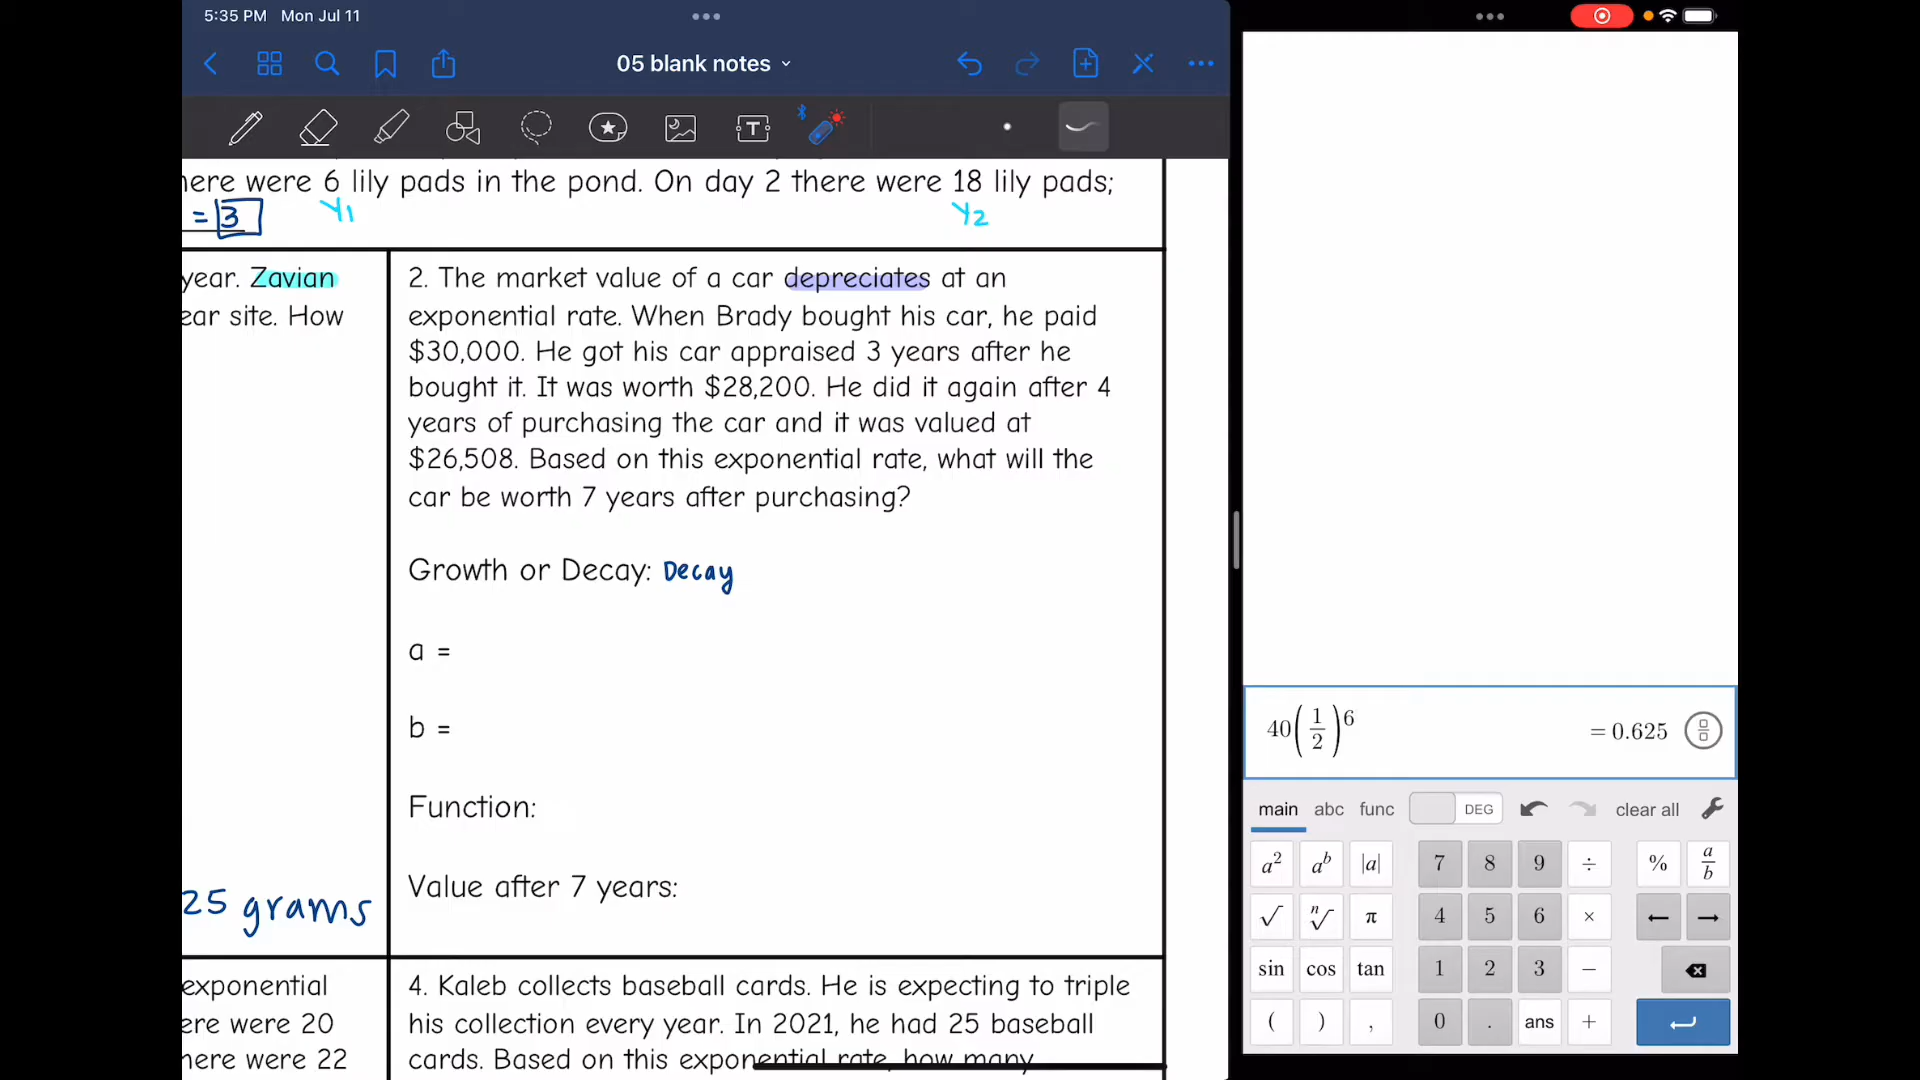 5:35 PM Mon Jul 11
05 blank notes
T
here were 6 lily pads in the pond. On day 2 there were 18 lily pads;
= 3 Y1 Y2
year. Zavian
ear site. How
25 grams
2. The market value of a car depreciates at an
exponential rate. When Brady bought his car, he paid
$30,000. He got his car appraised 3 years after he
bought it. It was worth $28,200. He did it again after 4
years of purchasing the car and it was valued at
$26,508. Based on this exponential rate, what will the
car be worth 7 years after purchasing?
Growth or Decay: Decay
a =
b =
Function:
Value after 7 years:
exponential
ere were 20
here were 22
4. Kaleb collects baseball cards. He is expecting to triple
his collection every year. In 2021, he had 25 baseball
cards. Based on this exponential rate, how many
40(1/2)^6 = 0.625
main abc func DEG clear all
a^2 a^b |a| 7 8 9 ÷ % a/b
√ n√ π 4 5 6 × ← →
sin cos tan 1 2 3 −
( ) , 0 . ans +